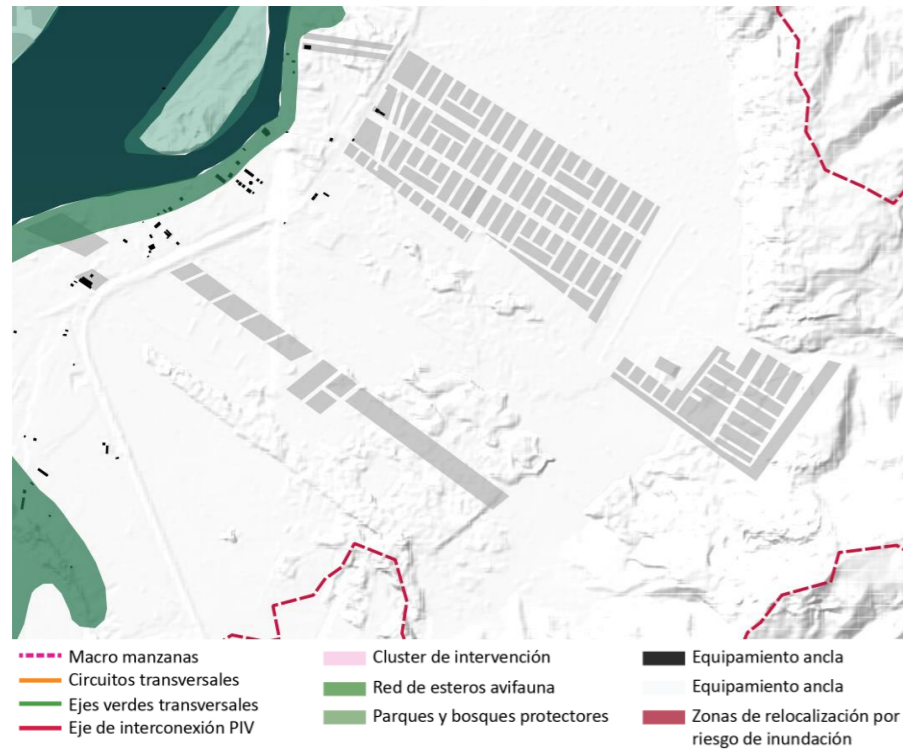 Macro manzanas
Circuitos transversales
Ejes verdes transversales
Eje de interconexión PIV
Cluster de intervención
Red de esteros avifauna
Parques y bosques protectores
Equipamiento ancla
Equipamiento ancla
Zonas de relocalización por
riesgo de inundación